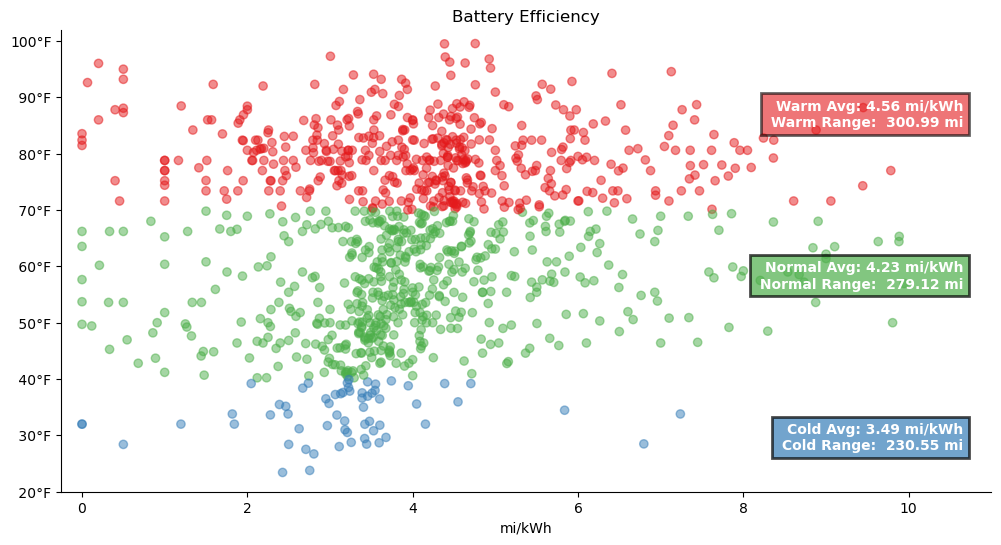 Battery Efficiency
100°F
90°F
80°F
70°F
60°F
50°F
40°F
30°F
20°F
Warm Avg: 4.56 mi/kWh
Warm Range: 300.99 mi
Normal Avg: 4.23 mi/kWh
Normal Range: 279.12 mi
Cold Avg: 3.49 mi/kWh
Cold Range: 230.55 mi
0 2 4 6 8 10
mi/kWh